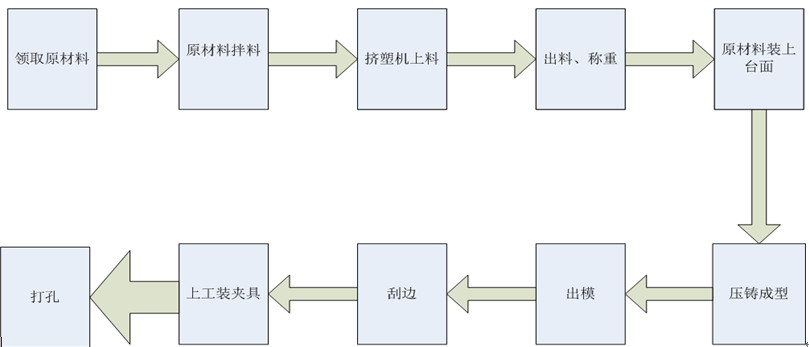 领取原材料
原材料拌料
挤塑机上料
出料、称重
原材料装上
台面
压铸成型
出模
刮边
上工装夹具
打孔